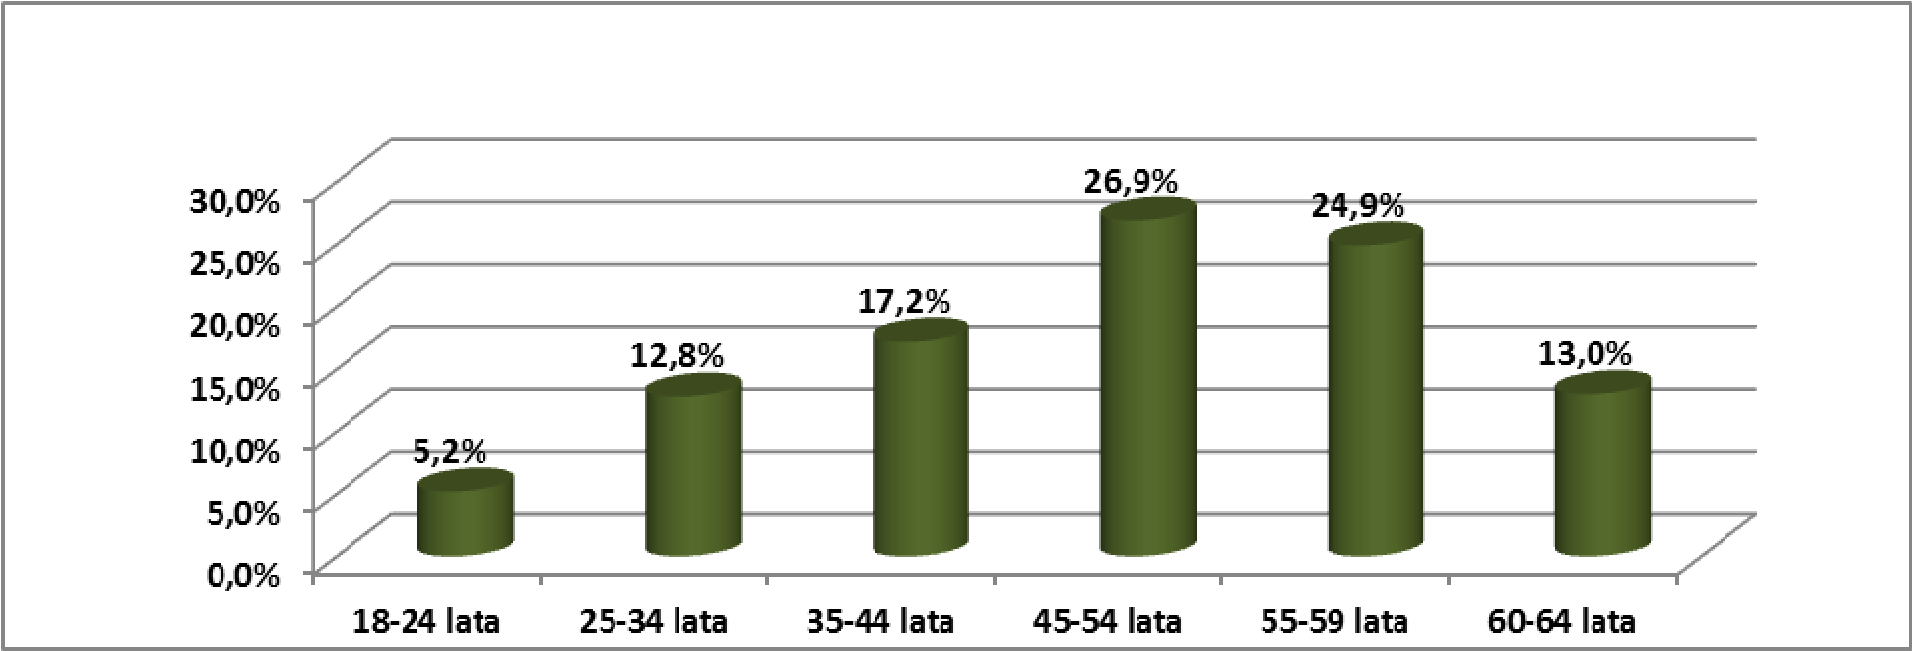 30,0%
25,0%
20,0%
15,0%
10,0%
5,0%
0,0%
5,2%
12,8%
17,2%
26,9%
24,9%
13,0%
18-24 lata
25-34 lata
35-44 lata
45-54 lata
55-59 lata
60-64 lata